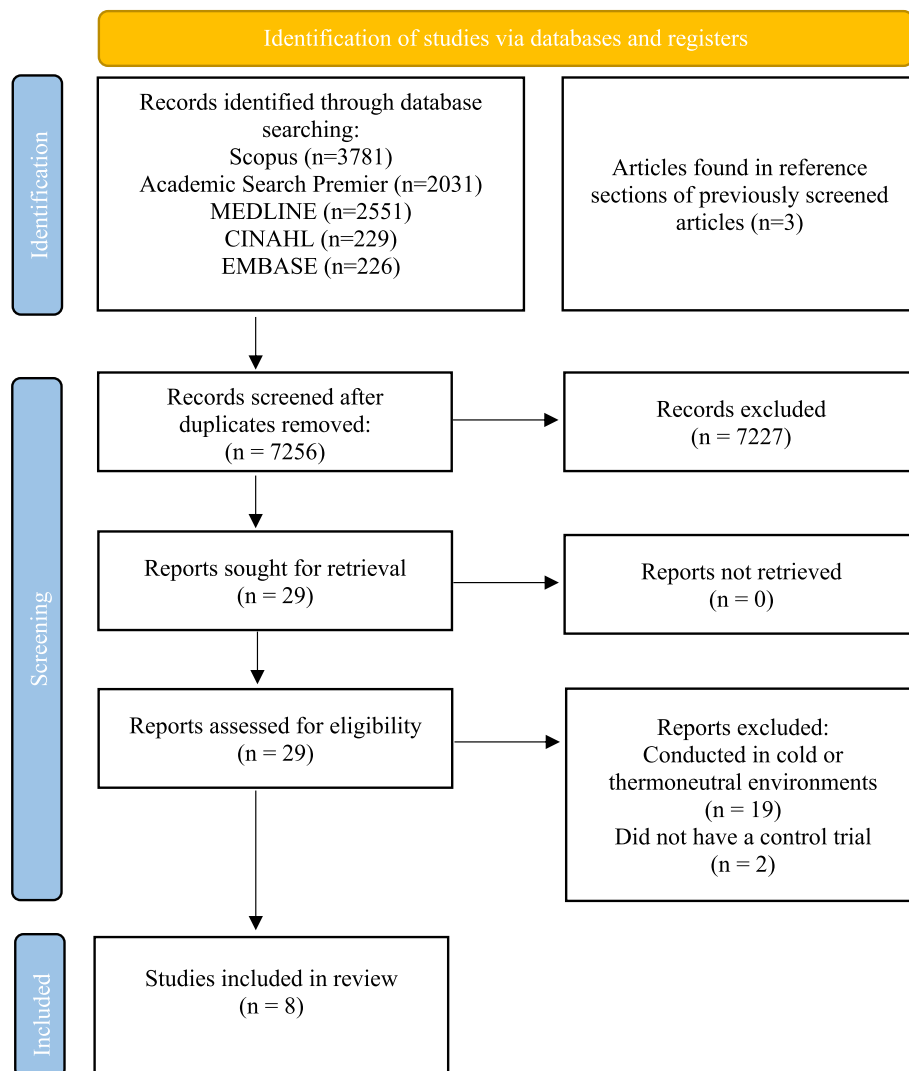 Identification of studies via databases and registers
Identification
Records identified through database
searching:
Scopus (n=3781)
Academic Search Premier (n=2031)
MEDLINE (n=2551)
CINAHL (n=229)
EMBASE (n=226)
Articles found in reference
sections of previously screened
articles (n=3)
Screening
Records screened after
duplicates removed:
(n = 7256)
Records excluded
(n = 7227)
Reports sought for retrieval
(n = 29)
Reports not retrieved
(n = 0)
Reports assessed for eligibility
(n = 29)
Reports excluded:
Conducted in cold or
thermoneutral environments
(n = 19)
Did not have a control trial
(n = 2)
Included
Studies included in review
(n = 8)